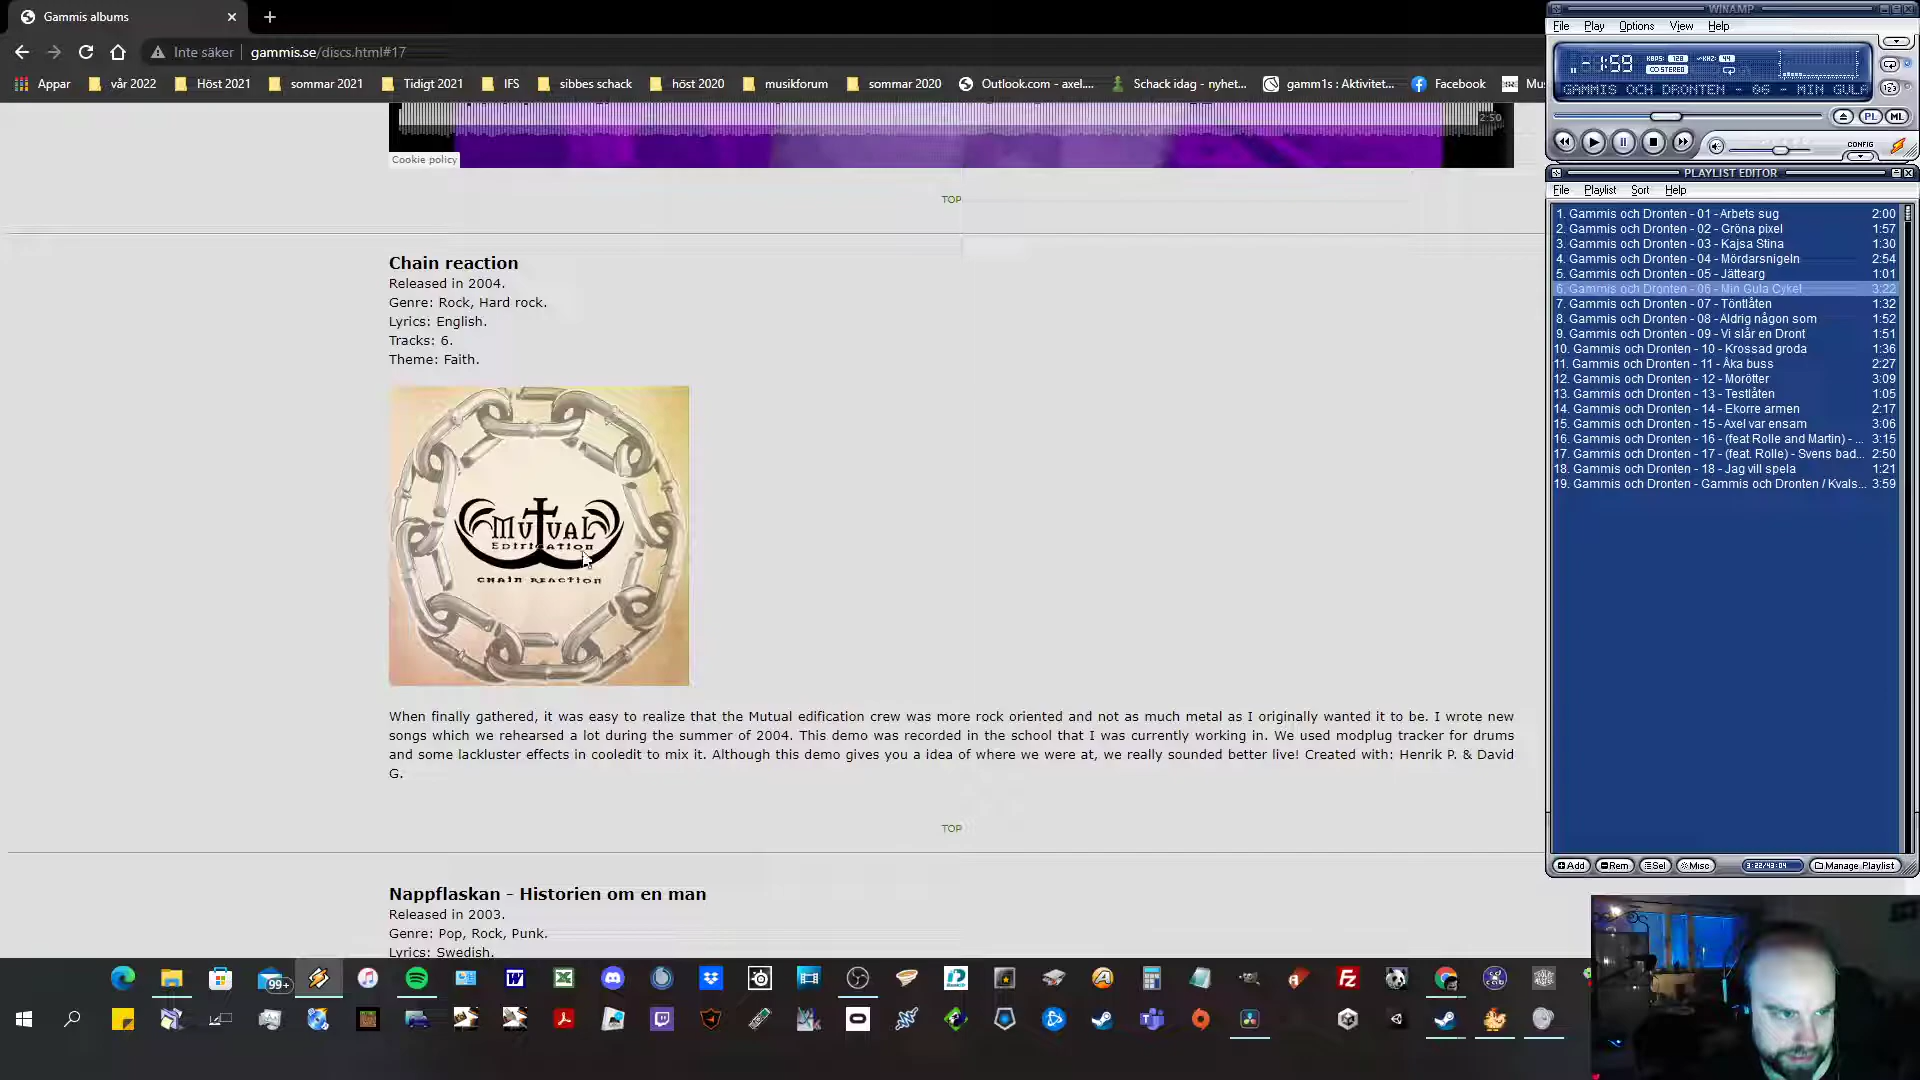 Gammis albums
Inte säker
gammis.se/discs.html#17
Appar
vår 2022
Höst 2021
sommar 2021
Tidigt 2021
IFS
sibbes schack
höst 2020
musikforum
sommar 2020
Outlook.com - axel....
Schack idag - nyhet...
gamm1s : Aktivitet...
Facebook
2:50
Cookie policy
TOP
Chain reaction
Released in 2004.
Genre: Rock, Hard rock.
Lyrics: English.
Tracks: 6.
Theme: Faith.
MUTUAL
Edification
Chain Reaction
When finally gathered, it was easy to realize that the Mutual edification crew was more rock oriented and not as much metal as I originally wanted it to be. I wrote new
songs which we rehearsed a lot during the summer of 2004. This demo was recorded in the school that I was currently working in. We used modplug tracker for drums
and some lackluster effects in cooledit to mix it. Although this demo gives you a idea of where we were at, we really sounded better live! Created with: Henrik P. & David
G.
TOP
Nappflaskan - Historien om en man
Released in 2003.
Genre: Pop, Rock, Punk.
Lyrics: Swedish.
WINAMP
File Play Options View Help
-1:59
KBPS: 128 KHZ: 44
STEREO
GAMMIS OCH DRONTEN - 06 - MIN GULA
PL
ML
CONFIG
PLAYLIST EDITOR
File Playlist Sort Help
1. Gammis och Dronten - 01 - Arbets sug 2:00
2. Gammis och Dronten - 02 - Gröna pixel 1:57
3. Gammis och Dronten - 03 - Kajsa Stina 1:30
4. Gammis och Dronten - 04 - Mördarsnigeln 2:54
5. Gammis och Dronten - 05 - Jättearg 1:01
6. Gammis och Dronten - 06 - Min Gula Cykel 3:22
7. Gammis och Dronten - 07 - Töntlåten 1:32
8. Gammis och Dronten - 08 - Aldrig någon som 1:52
9. Gammis och Dronten - 09 - Vi slår en Dront 1:51
10. Gammis och Dronten - 10 - Krossad groda 1:36
11. Gammis och Dronten - 11 - Åka buss 2:27
12. Gammis och Dronten - 12 - Morötter 3:09
13. Gammis och Dronten - 13 - Testlåten 1:05
14. Gammis och Dronten - 14 - Ekorre armen 2:17
15. Gammis och Dronten - 15 - Axel var ensam 3:06
16. Gammis och Dronten - 16 - (feat Rolle and Martin) - ... 3:15
17. Gammis och Dronten - 17 - (feat. Rolle) - Svens bad... 2:50
18. Gammis och Dronten - 18 - Jag vill spela 1:21
19. Gammis och Dronten - Gammis och Dronten / Kvals... 3:59
Add Rem Sel Misc 3:22/43:04 Manage Playlist
99+